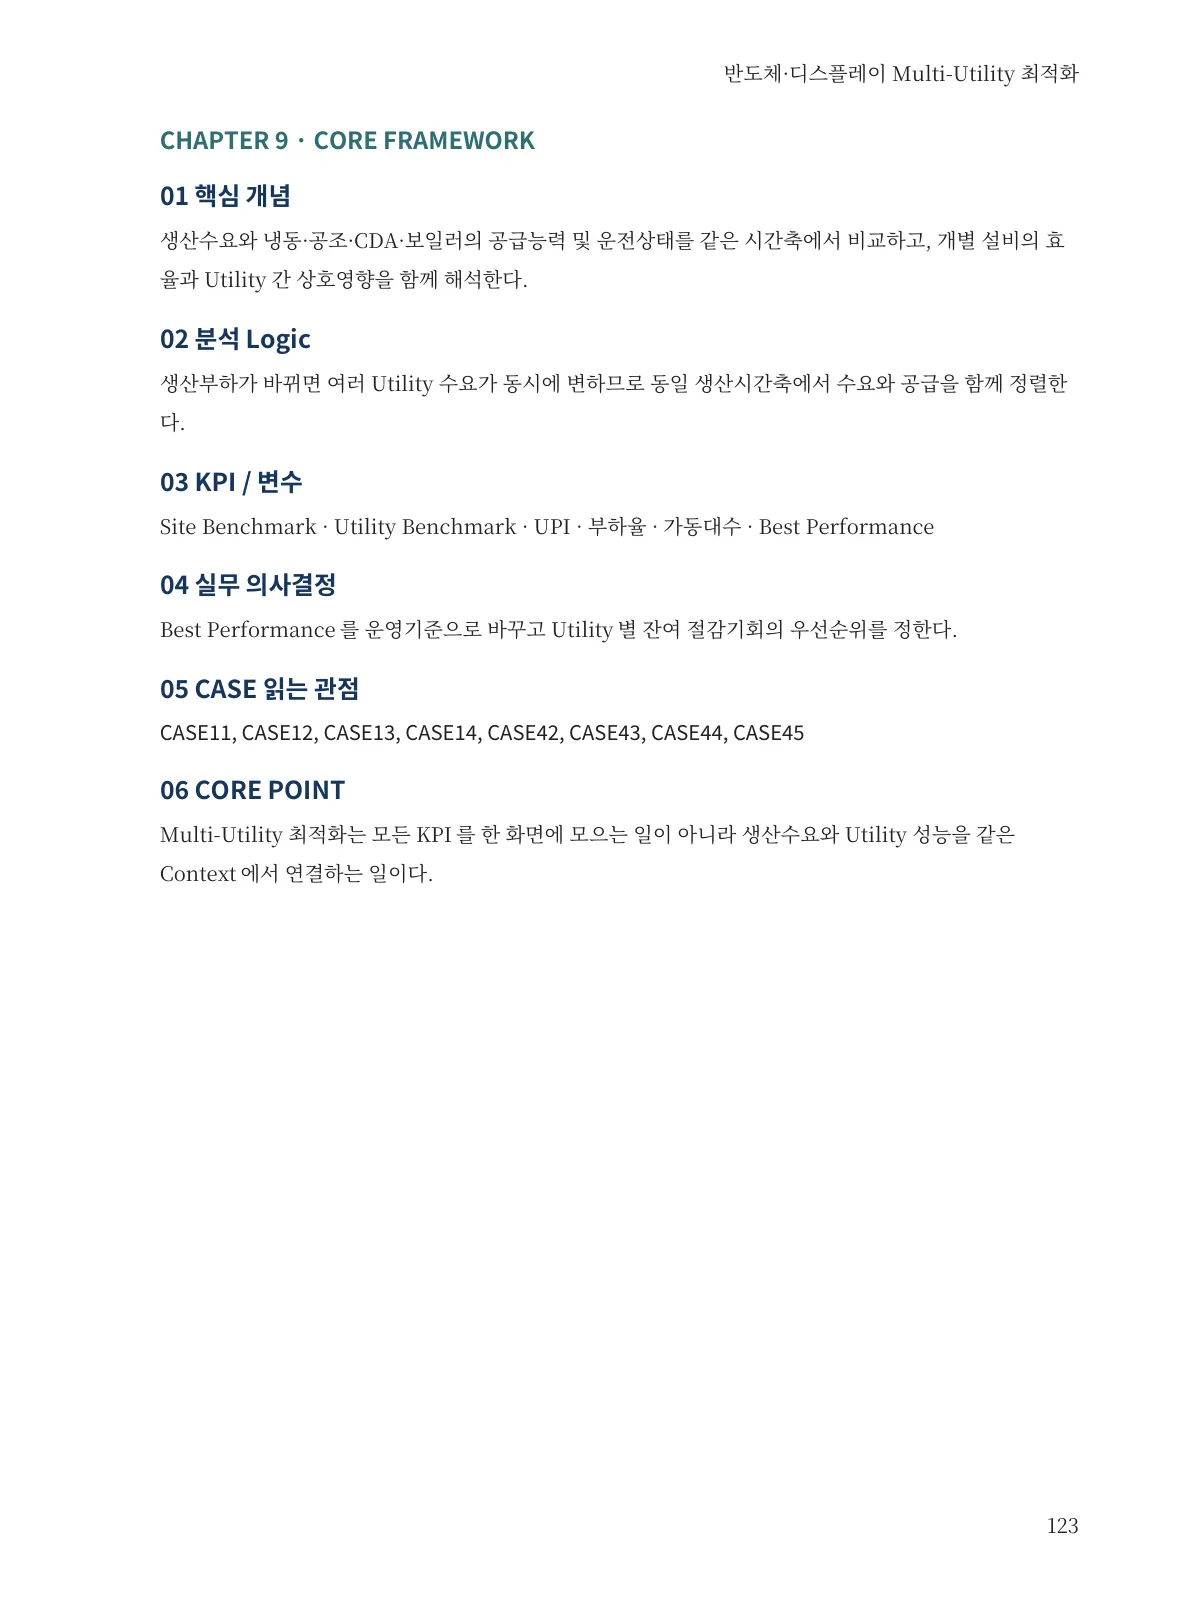 반도체·디스플레이 Multi-Utility 최적화
CHAPTER 9 · CORE FRAMEWORK
01 핵심 개념
생산수요와 냉동·공조·CDA·보일러의 공급능력 및 운전상태를 같은 시간축에서 비교하고, 개별 설비의 효
율과 Utility 간 상호영향을 함께 해석한다.
02 분석 Logic
생산부하가 바뀌면 여러 Utility 수요가 동시에 변하므로 동일 생산시간축에서 수요와 공급을 함께 정렬한
다.
03 KPI / 변수
Site Benchmark · Utility Benchmark · UPI · 부하율 · 가동대수 · Best Performance
04 실무 의사결정
Best Performance 를 운영기준으로 바꾸고 Utility 별 잔여 절감기회의 우선순위를 정한다.
05 CASE 읽는 관점
CASE11, CASE12, CASE13, CASE14, CASE42, CASE43, CASE44, CASE45
06 CORE POINT
Multi-Utility 최적화는 모든 KPI 를 한 화면에 모으는 일이 아니라 생산수요와 Utility 성능을 같은
Context 에서 연결하는 일이다.
123